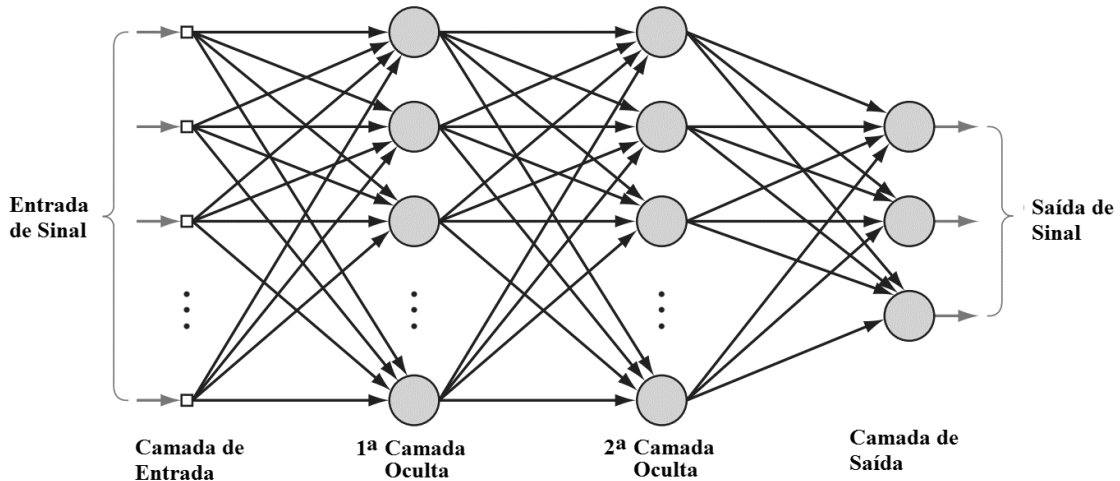 Entrada
de Sinal
Saída de
Sinal
Camada de
Entrada
1ª Camada
Oculta
2ª Camada
Oculta
Camada de
Saída